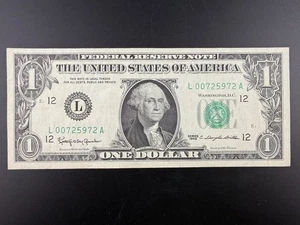 FEDERAL RESERVE NOTE
THE UNITED STATES OF AMERICA
THIS NOTE IS LEGAL TENDER
FOR ALL DEBTS, PUBLIC AND PRIVATE
L 00725972 A
12 12
L
WASHINGTON, D.C.
L 00725972 A
12 12
SERIES
ONE DOLLAR
1 1 1 1